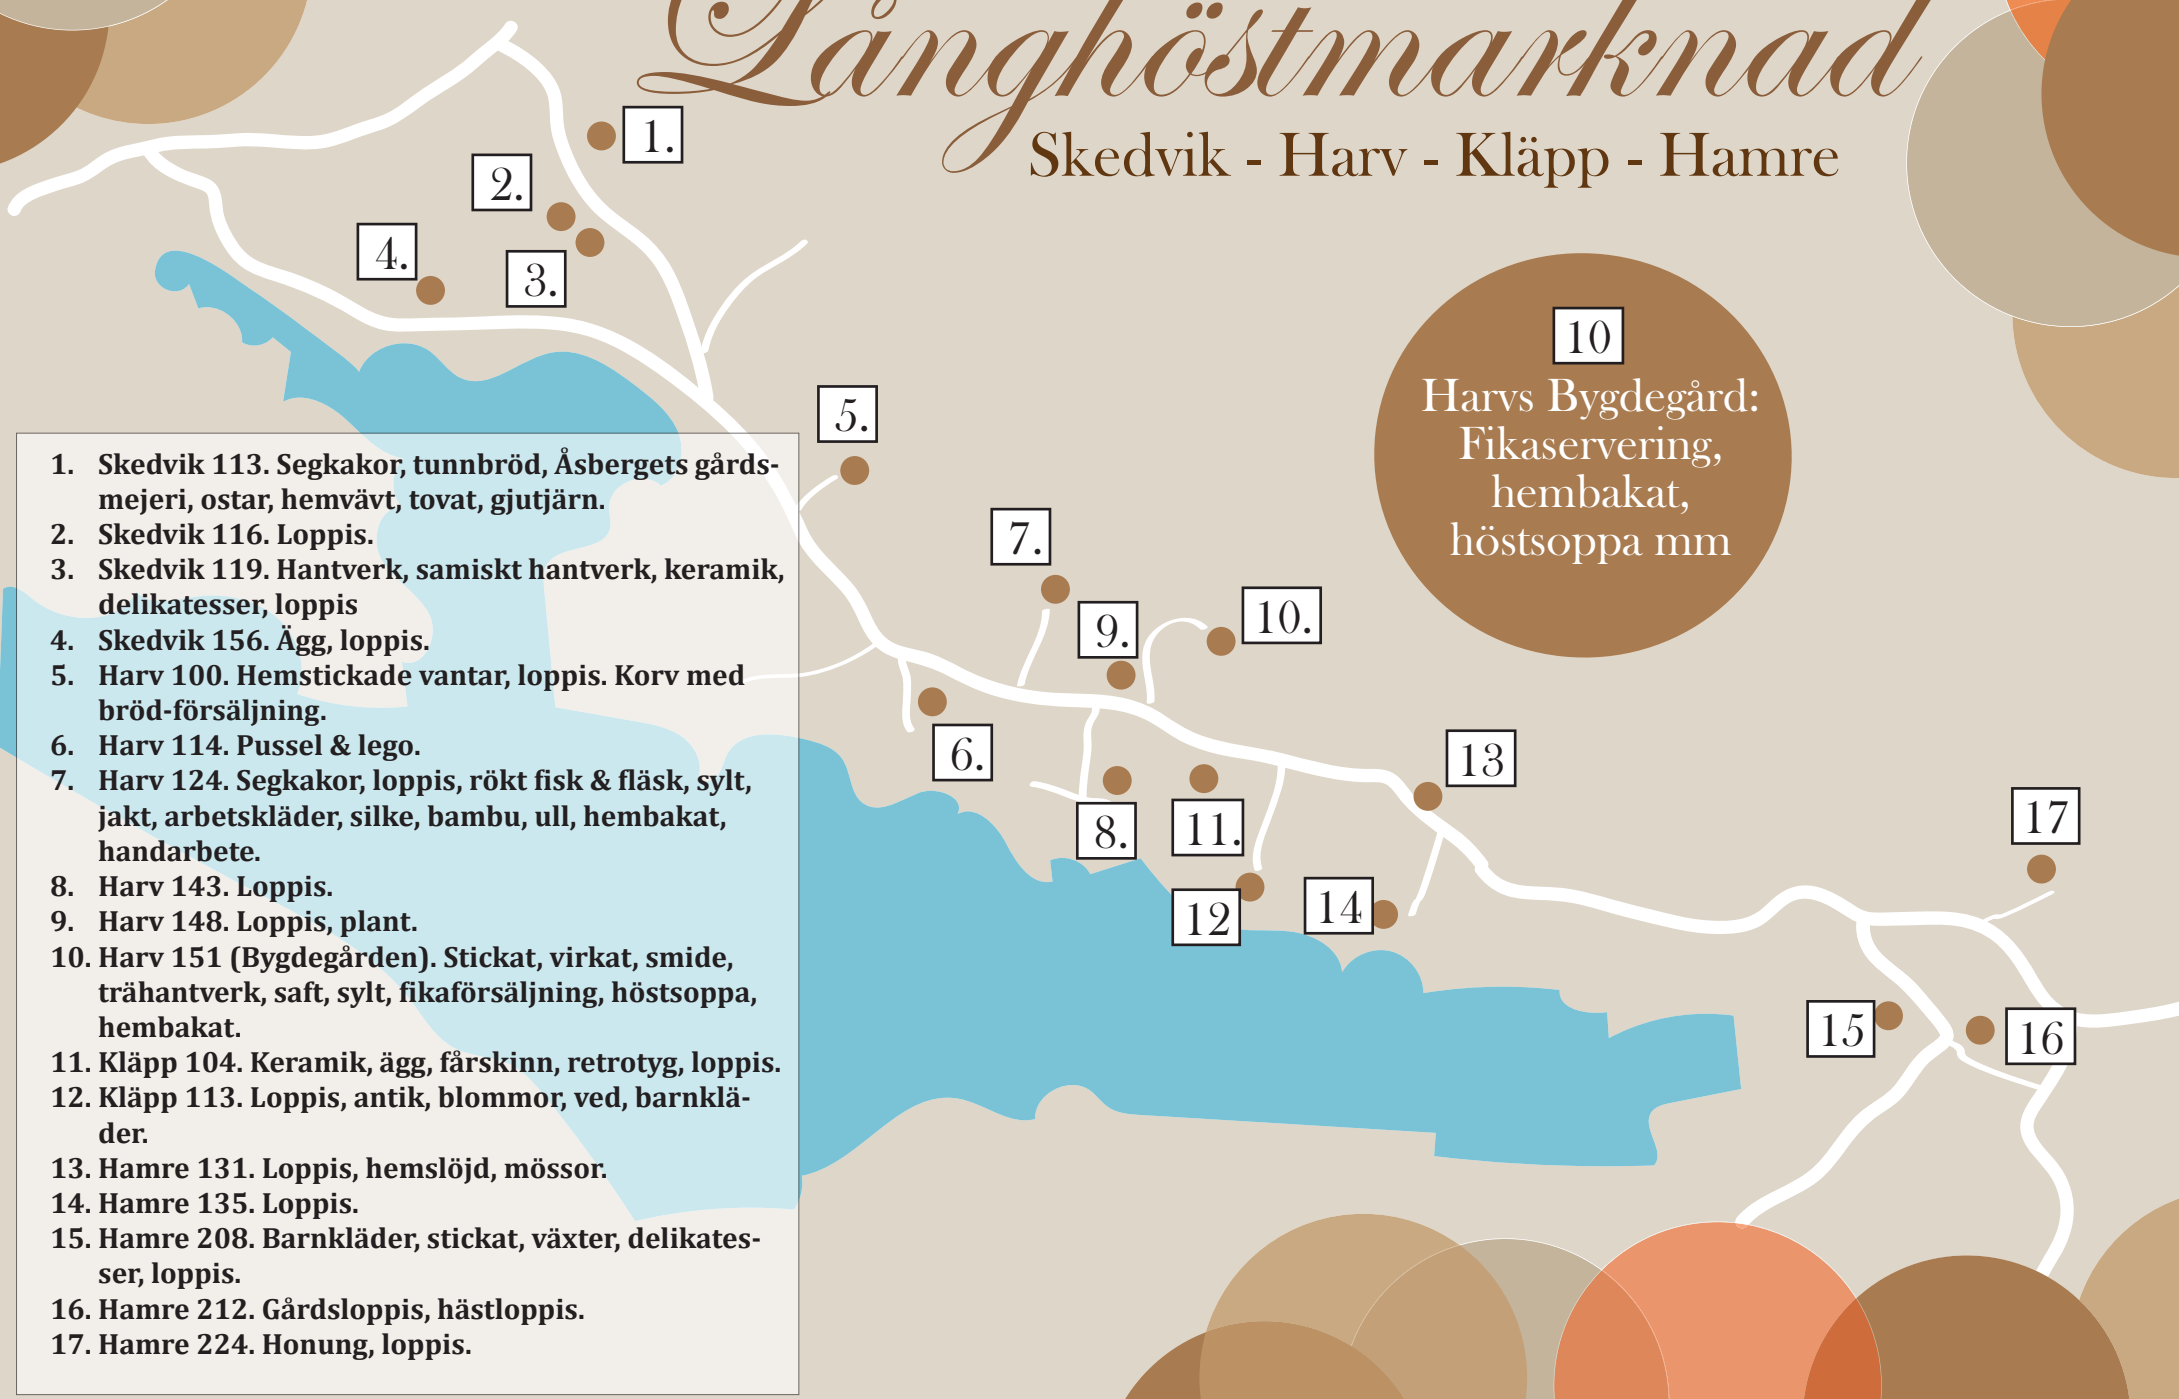 Långhöstmarknad
Skedvik - Harv - Kläpp - Hamre
1.
2.
3.
4.
5.
6.
7.
8.
9.
10.
11.
12
13
14
15
16
17
10
Harvs Bygdegård:
Fikaservering,
hembakat,
höstsoppa mm
1. Skedvik 113. Segkakor, tunnbröd, Åsbergets gårds-
mejeri, ostar, hemvävt, tovat, gjutjärn.
2. Skedvik 116. Loppis.
3. Skedvik 119. Hantverk, samiskt hantverk, keramik,
delikatesser, loppis
4. Skedvik 156. Ägg, loppis.
5. Harv 100. Hemstickade vantar, loppis. Korv med
bröd-försäljning.
6. Harv 114. Pussel & lego.
7. Harv 124. Segkakor, loppis, rökt fisk & fläsk, sylt,
jakt, arbetskläder, silke, bambu, ull, hembakat,
handarbete.
8. Harv 143. Loppis.
9. Harv 148. Loppis, plant.
10. Harv 151 (Bygdegården). Stickat, virkat, smide,
trähantverk, saft, sylt, fikaförsäljning, höstsoppa,
hembakat.
11. Kläpp 104. Keramik, ägg, fårskinn, retrotyg, loppis.
12. Kläpp 113. Loppis, antik, blommor, ved, barnklä-
der.
13. Hamre 131. Loppis, hemslöjd, mössor.
14. Hamre 135. Loppis.
15. Hamre 208. Barnkläder, stickat, växter, delikates-
ser, loppis.
16. Hamre 212. Gårdsloppis, hästloppis.
17. Hamre 224. Honung, loppis.